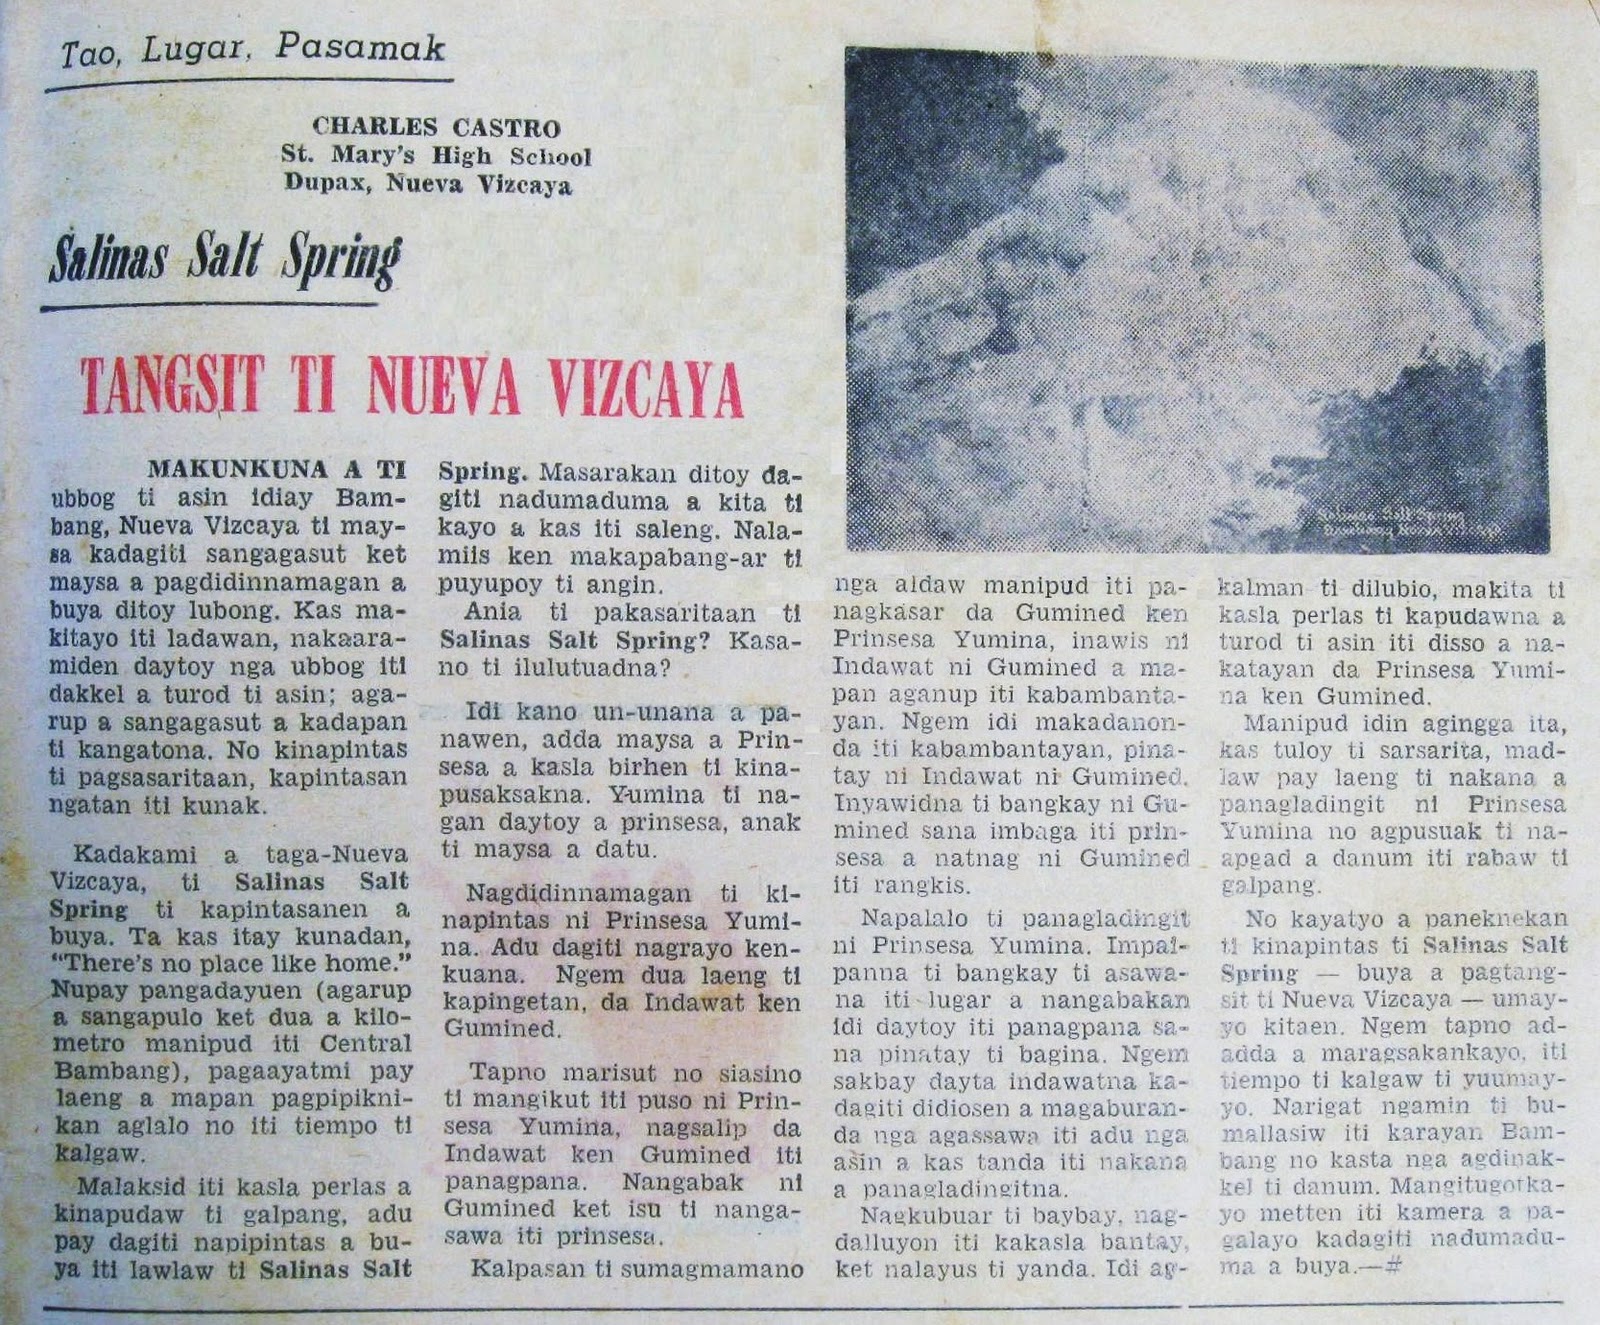 Tao, Lugar, Pasamak
CHARLES CASTRO
St. Mary's High School
Dupax, Nueva Vizcaya
Salinas Salt Spring
TANGSIT TI NUEVA VIZCAYA
MAKUNKUNA A TI
ubbog ti asin idiay Bam-
bang, Nueva Vizcaya ti may-
sa kadagiti sangagasut ket
maysa a pagdidinnamagan a
buya ditoy lubong. Kas ma-
kitayo iti ladawan, nakaara-
miden daytoy nga ubbog iti
dakkel a turod ti asin; aga-
rup a sangagasut a kadapan
ti kangatona. No kinapintas
ti pagsasaritaan, kapintasan
ngatan iti kunak.
Kadakami a taga-Nueva
Vizcaya, ti Salinas Salt
Spring ti kapintasanen a
buya. Ta kas itay kunadan,
"There's no place like home."
Nupay pangadayuen (agarup
a sangapulo ket dua a kilo-
metro manipud iti Central
Bambang), pagaayatmi pay
laeng a mapan pagpipikni-
kan aglalo no iti tiempo ti
kalgaw.
Malaksid iti kasla perlas a
kinapudaw ti galpang, adu
pay dagiti napipintas a bu-
ya iti lawlaw ti Salinas Salt
Spring. Masarakan ditoy da-
giti nadumaduma a kita ti
kayo a kas iti saleng. Nala-
miis ken makapabang-ar ti
puyupoy ti angin.
Ania ti pakasaritaan ti
Salinas Salt Spring? Kasa-
no ti ilulutuadna?
Idi kano un-unana a pa-
nawen, adda maysa a Prin-
sesa a kasla birhen ti kina-
pusaksakna. Yumina ti na-
gan daytoy a prinsesa, anak
ti maysa a datu.
Nagdidinnamagan ti ki-
napintas ni Prinsesa Yumi-
na. Adu dagiti nagrayo ken-
kuana. Ngem dua laeng ti
kapingetan, da Indawat ken
Gumined.
Tapno marisut no siasino
ti mangikut iti puso ni Prin-
sesa Yumina, nagsalip da
Indawat ken Gumined iti
panagpana. Nangabak ni
Gumined ket isu ti nanga-
sawa iti prinsesa.
Kalpasan ti sumagmamano
nga aldaw manipud iti pa-
nagkasar da Gumined ken
Prinsesa Yumina, inawis ni
Indawat ni Gumined a ma-
pan aganup iti kabambanta-
yan. Ngem idi makadanon-
da iti kabambantayan, pina-
tay ni Indawat ni Gumined.
Inyawidna ti bangkay ni Gu-
mined sana imbaga iti prin-
sesa a natnag ni Gumined
iti rangkis.
Napalalo ti panagladingit
ni Prinsesa Yumina. Impal-
panna ti bangkay ti asawa-
na iti lugar a nangabakan
idi daytoy iti panagpana sa-
na pinatay ti bagina. Ngem
sakbay dayta indawatna ka-
dagiti didiosen a magaburan-
da nga agassawa iti adu nga
asin a kas tanda iti nakana
a panagladingitna.
Nagkubuar ti baybay, nag-
dalluyon iti kakasla bantay,
ket nalayus ti yanda. Idi ag-
kalman ti dilubio, makita ti
kasla perlas ti kapudawna a
turod ti asin iti disso a na-
katayan da Prinsesa Yumi-
na ken Gumined.
Manipud idin agingga ita,
kas tuloy ti sarsarita, mad-
law pay laeng ti nakana a
panagladingit ni Prinsesa
Yumina no agpusuak ti na-
apgad a danum iti rabaw ti
galpang.
No kayatyo a paneknekan
ti kinapintas ti Salinas Salt
Spring — buya a pagtang-
sit ti Nueva Vizcaya — umay-
yo kitaen. Ngem tapno ad-
adda a maragsakankayo, iti
tiempo ti kalgaw ti yuumay-
yo. Narigat ngamin ti bu-
mallasiw iti karayan Bam-
bang no kasta nga agdinak-
kel ti danum. Mangitugotka-
yo metten iti kamera a pa-
galayo kadagiti nadumadu-
ma a buya.—#